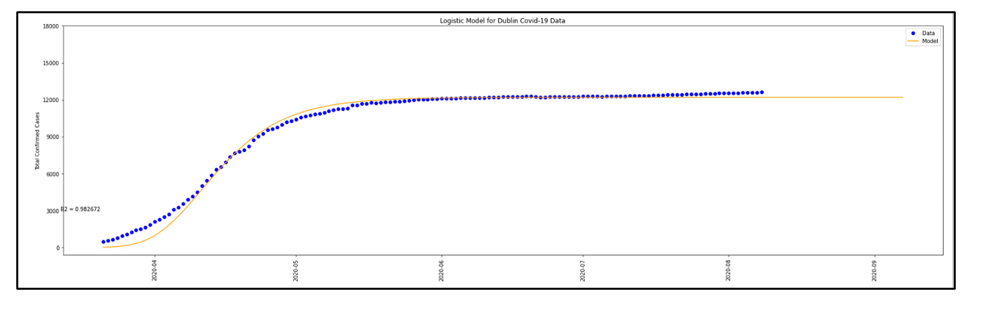 Logistic Model for Dublin Covid-19 Data
18000
15000
12000
9000
6000
3000
0
Total Confirmed Cases
R2 = 0.982672
Data
Model
2020-04
2020-05
2020-06
2020-07
2020-08
2020-09